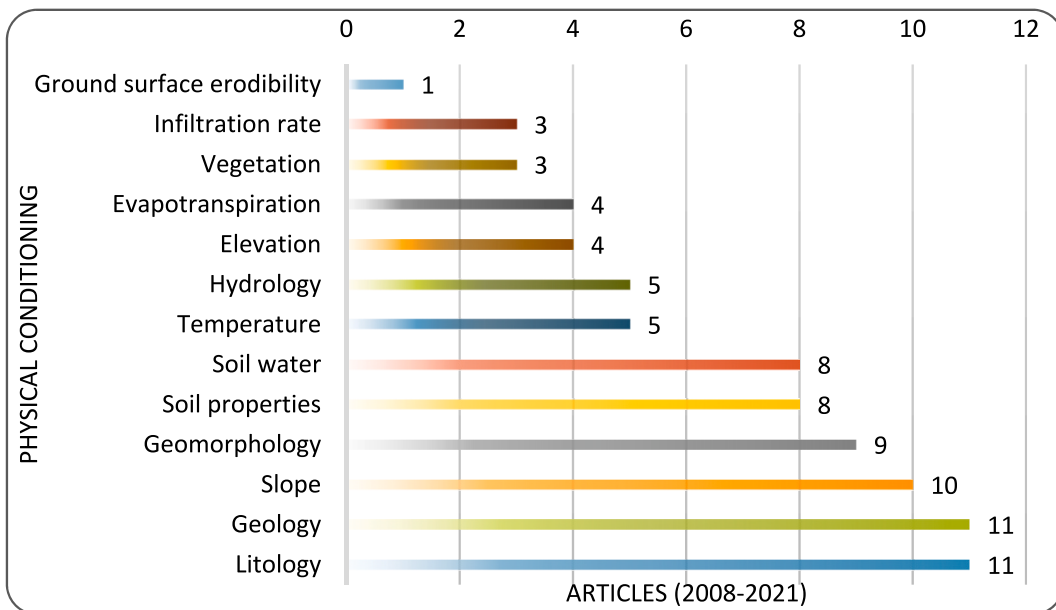 0 2 4 6 8 10 12
Ground surface erodibility 1
Infiltration rate 3
Vegetation 3
Evapotranspiration 4
Elevation 4
Hydrology 5
Temperature 5
Soil water 8
Soil properties 8
Geomorphology 9
Slope 10
Geology 11
Litology 11
PHYSICAL CONDITIONING
ARTICLES (2008-2021)